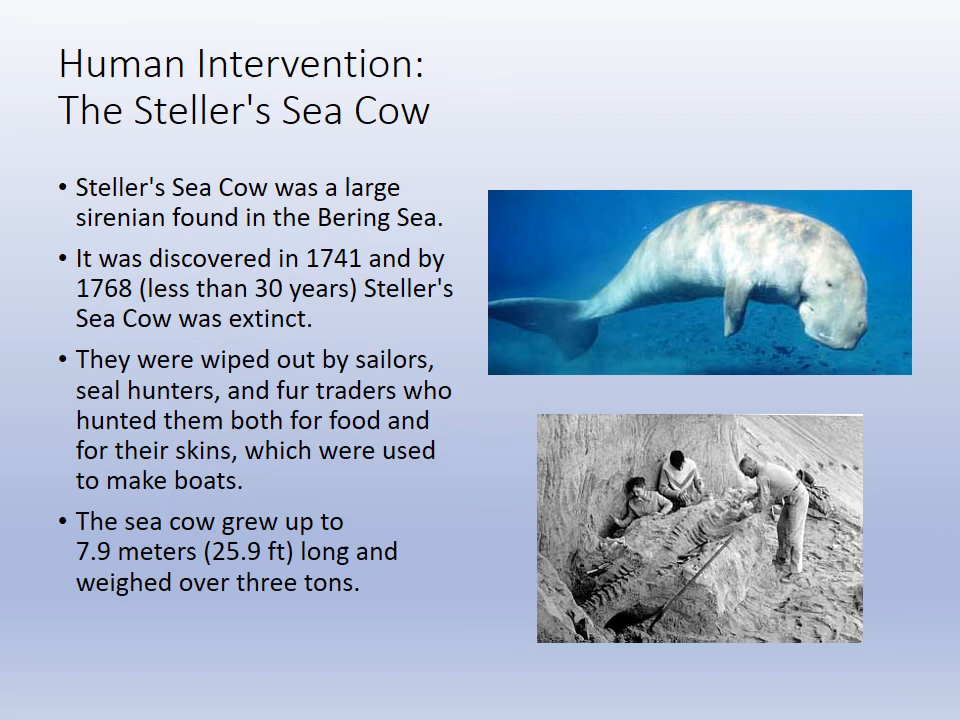 Human Intervention:
The Steller's Sea Cow
• Steller's Sea Cow was a large
sirenian found in the Bering Sea.
• It was discovered in 1741 and by
1768 (less than 30 years) Steller's
Sea Cow was extinct.
• They were wiped out by sailors,
seal hunters, and fur traders who
hunted them both for food and
for their skins, which were used
to make boats.
• The sea cow grew up to
7.9 meters (25.9 ft) long and
weighed over three tons.